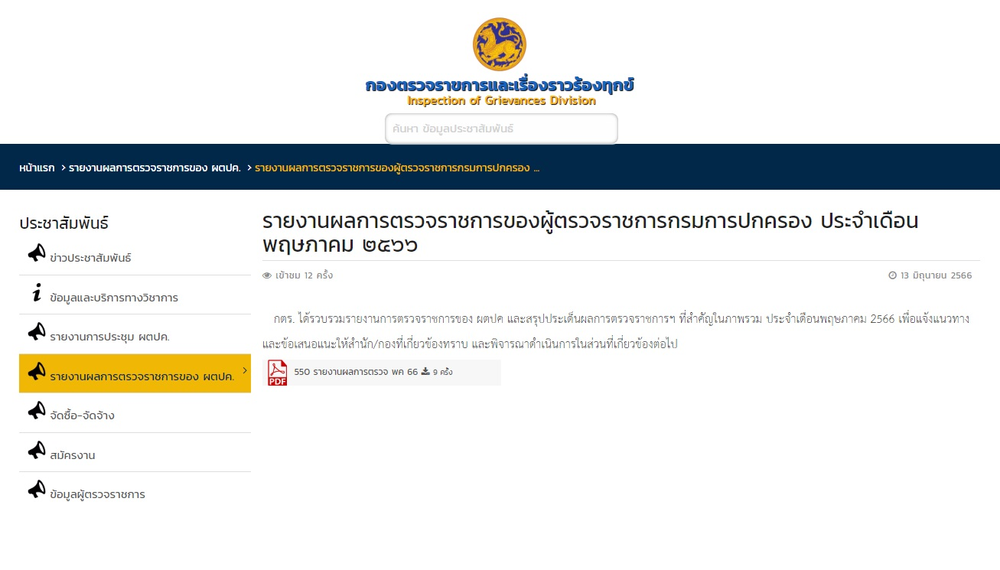 กองตรวจราชการและเรื่องราวร้องทุกข์
Inspection of Grievances Division
ค้นหา ข้อมูลประชาสัมพันธ์
หน้าแรก > รายงานผลการตรวจราชการของ ผตปค. > รายงานผลการตรวจราชการของผู้ตรวจราชการกรมการปกครอง ...
ประชาสัมพันธ์
ข่าวประชาสัมพันธ์
ข้อมูลและบริการทางวิชาการ
รายงานการประชุม ผตปค.
รายงานผลการตรวจราชการของ ผตปค.
จัดซื้อ-จัดจ้าง
สมัครงาน
ข้อมูลผู้ตรวจราชการ
รายงานผลการตรวจราชการของผู้ตรวจราชการกรมการปกครอง ประจำเดือน
พฤษภาคม ๒๕๖๖
เข้าชม 12 ครั้ง
13 มิถุนายน 2566
กตร. ได้รวบรวมรายงานการตรวจราชการของ ผตปค และสรุปประเด็นผลการตรวจราชการฯ ที่สำคัญในภาพรวม ประจำเดือนพฤษภาคม 2566 เพื่อแจ้งแนวทาง
และข้อเสนอแนะให้สำนัก/กองที่เกี่ยวข้องทราบ และพิจารณาดำเนินการในส่วนที่เกี่ยวข้องต่อไป
PDF 550 รายงานผลการตรวจ พค 66 9 ครั้ง